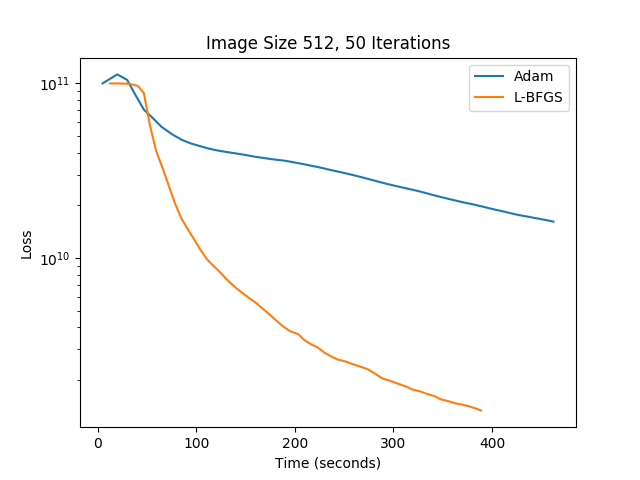 Image Size 512, 50 Iterations
Adam
L-BFGS
Loss
10^11
10^10
0 100 200 300 400
Time (seconds)